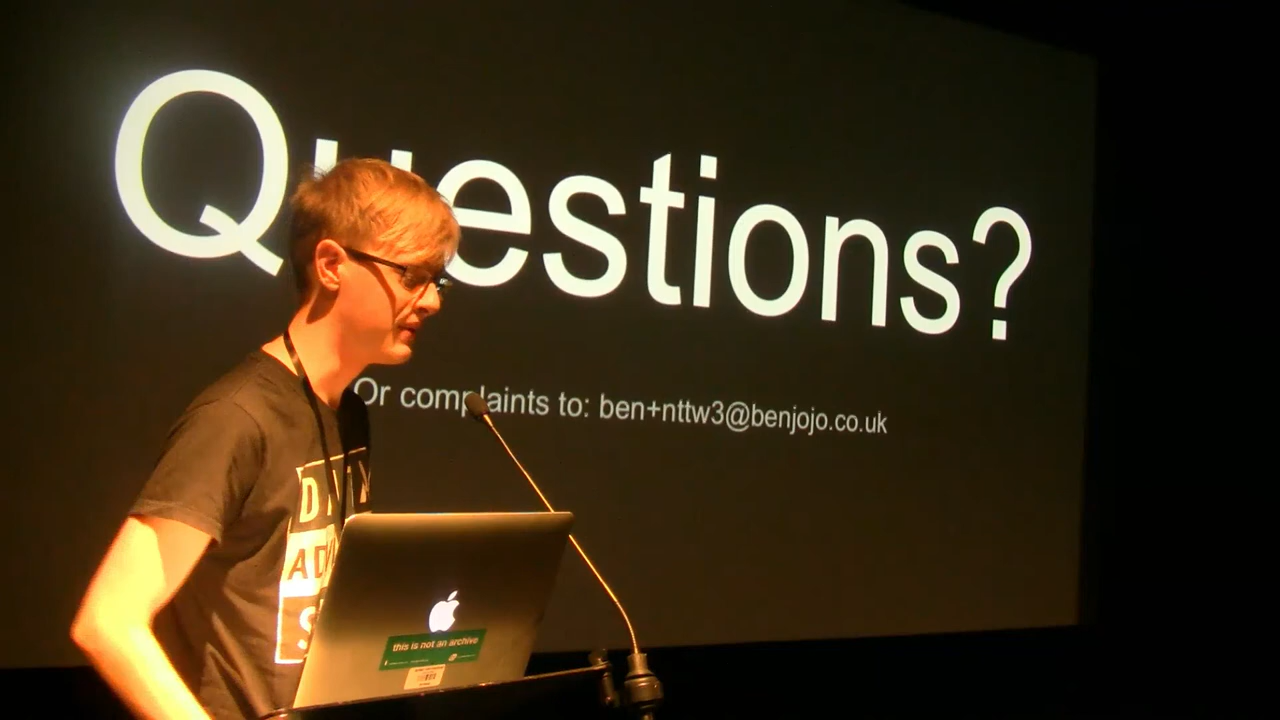 Questions?
Or complaints to: ben+nttw3@benjojo.co.uk
this is not an archive